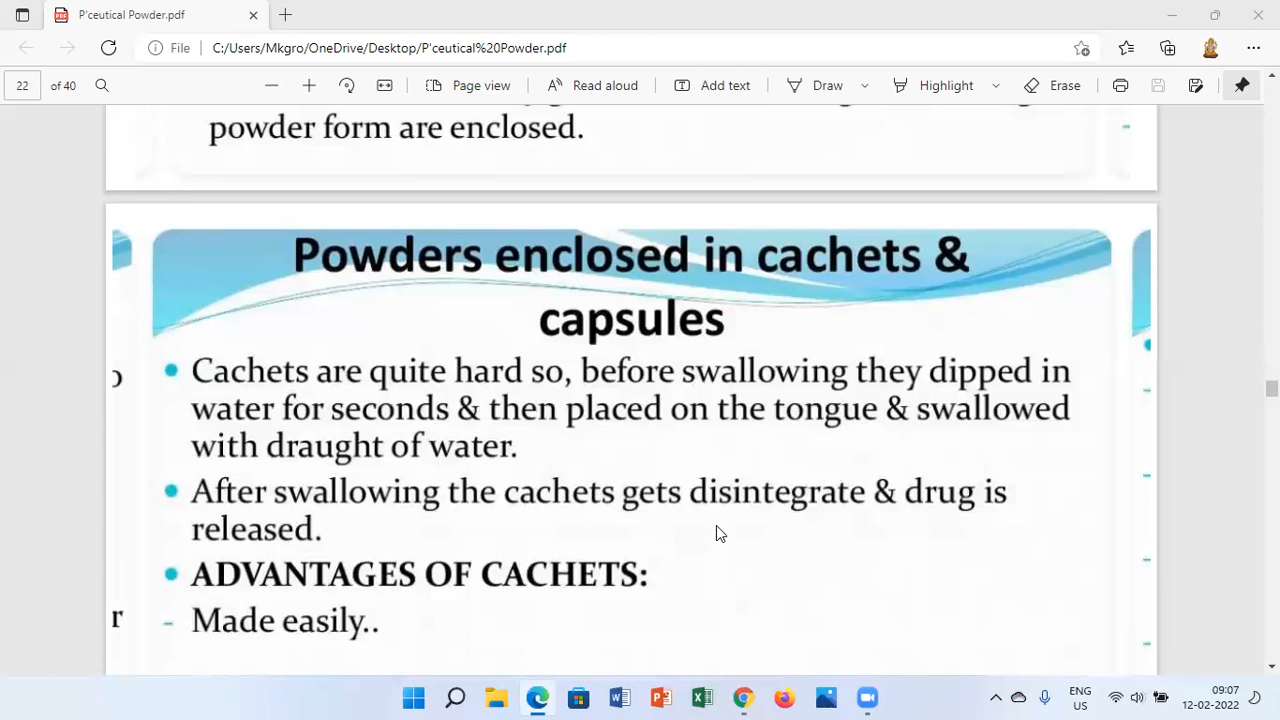 P'ceutical Powder.pdf
File
C:/Users/Mkgro/OneDrive/Desktop/P'ceutical%20Powder.pdf
22 of 40
Page view
Read aloud
Add text
Draw
Highlight
Erase
powder form are enclosed.
Powders enclosed in cachets &
capsules
Cachets are quite hard so, before swallowing they dipped in
water for seconds & then placed on the tongue & swallowed
with draught of water.
After swallowing the cachets gets disintegrate & drug is
released.
ADVANTAGES OF CACHETS:
- Made easily..
ENG
US
09:07
12-02-2022